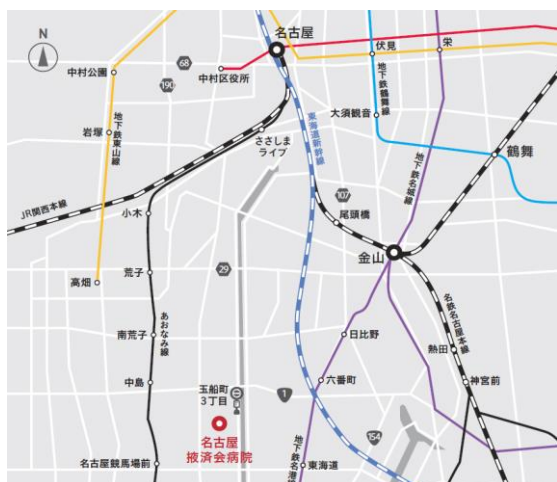 N
名古屋
伏見
栄
68
中村公園
190
中村区役所
地下鉄東山線
地下鉄鶴舞線
大須観音
岩塚
ささしま
ライブ
東海道新幹線
鶴舞
地下鉄名城線
JR関西本線
小木
107
尾頭橋
金山
荒子
29
高畑
あおなみ線
名鉄名古屋本線
南荒子
日比野
熱田
中島
玉船町
3丁目
六番町
神宮前
1
名古屋
掖済会病院
154
地下鉄名港線
名古屋競馬場前
東海道